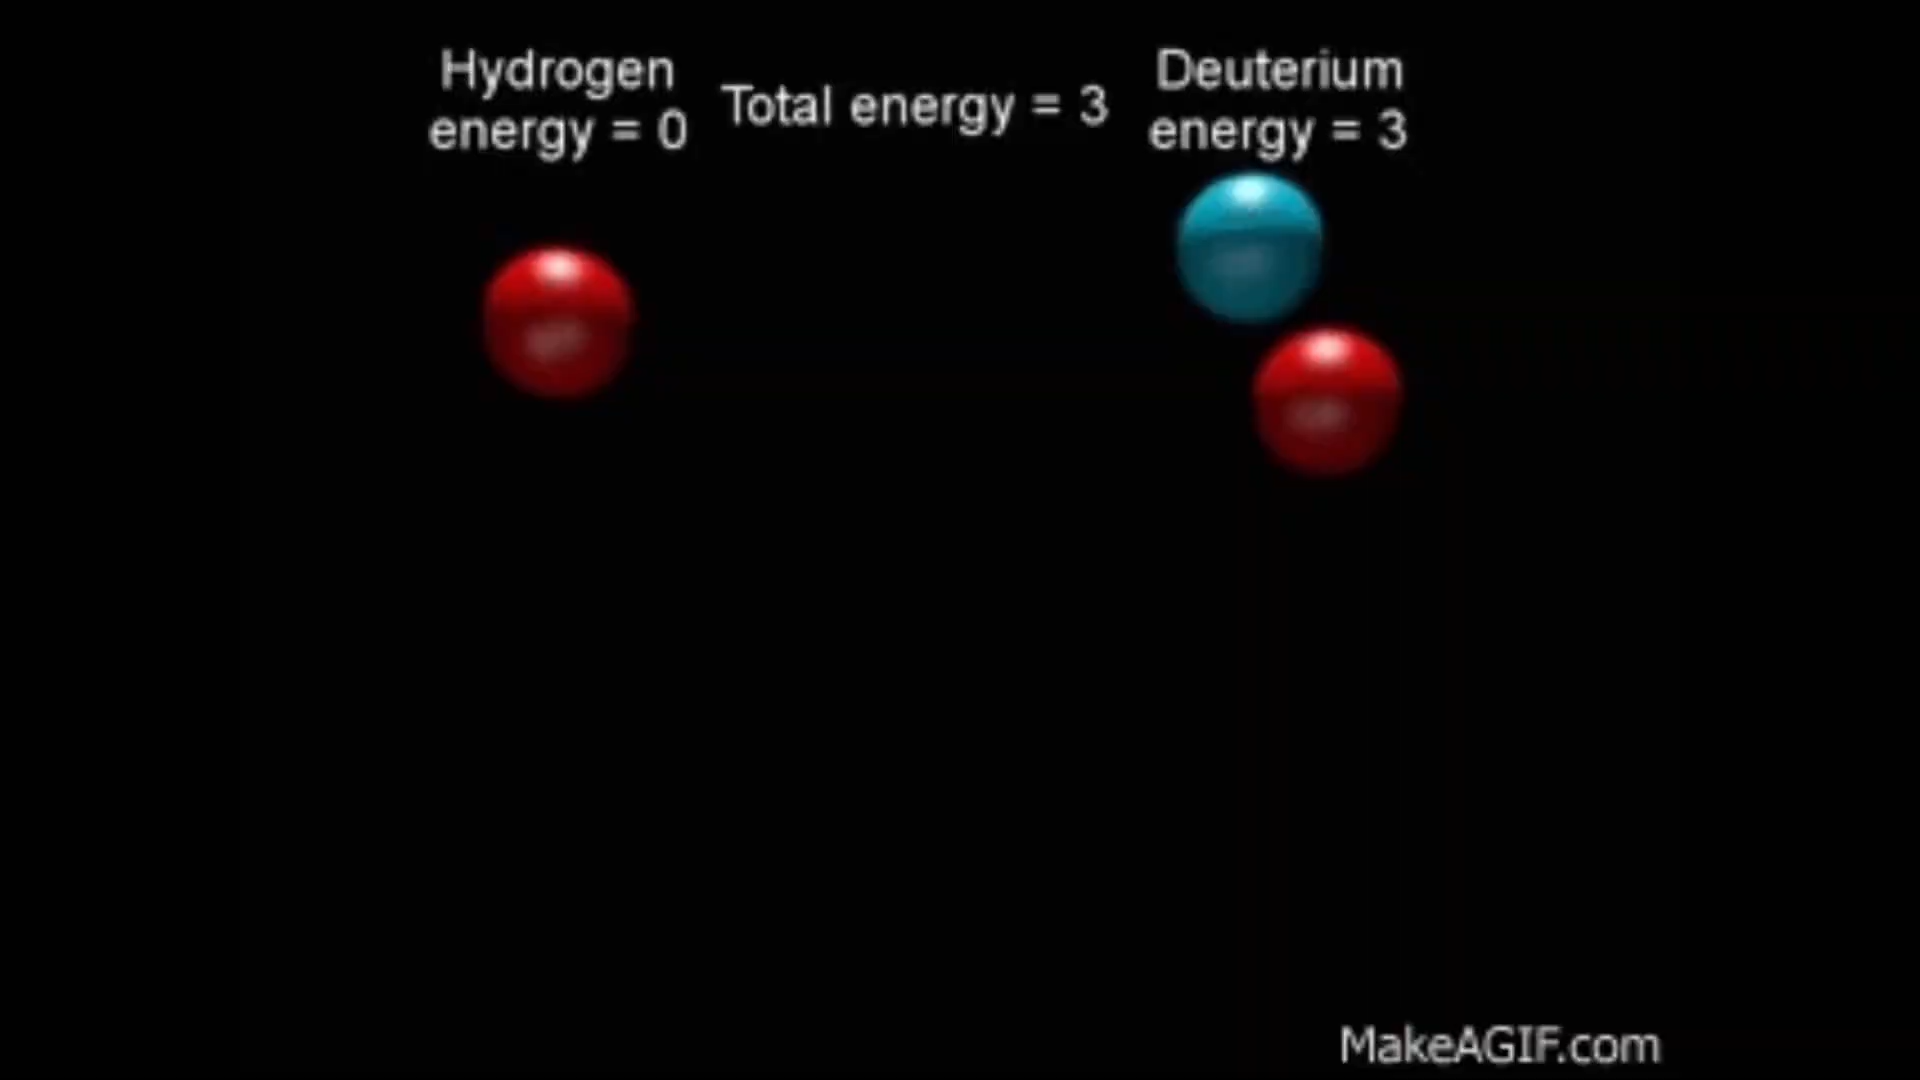 Hydrogen
energy = 0
Total energy = 3
Deuterium
energy = 3
MakeAGIF.com